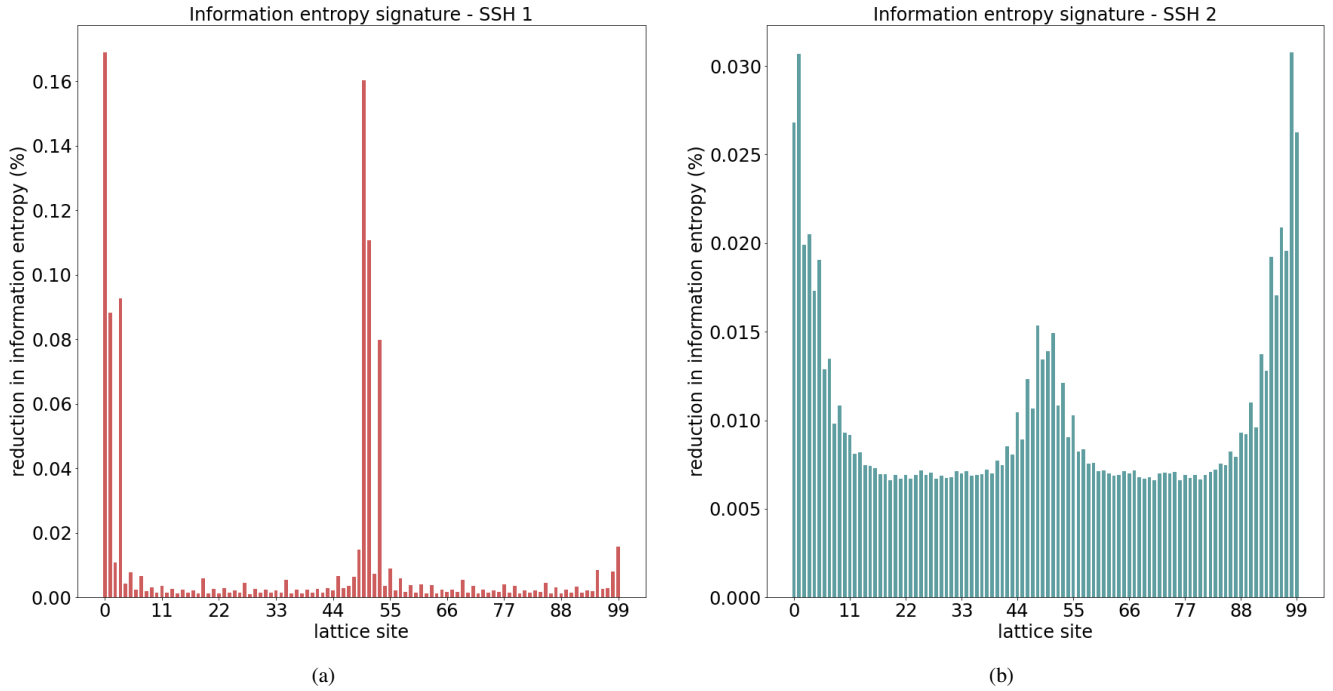 Information entropy signature - SSH 1
reduction in information entropy (%)
0.16
0.14
0.12
0.10
0.08
0.06
0.04
0.02
0.00
0 11 22 33 44 55 66 77 88 99
lattice site
(a)
Information entropy signature - SSH 2
reduction in information entropy (%)
0.030
0.025
0.020
0.015
0.010
0.005
0.000
0 11 22 33 44 55 66 77 88 99
lattice site
(b)